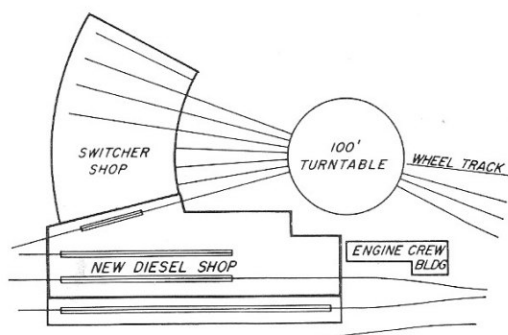 SWITCHER
SHOP
100'
TURNTABLE
WHEEL TRACK
NEW DIESEL SHOP
ENGINE CREW
BLDG